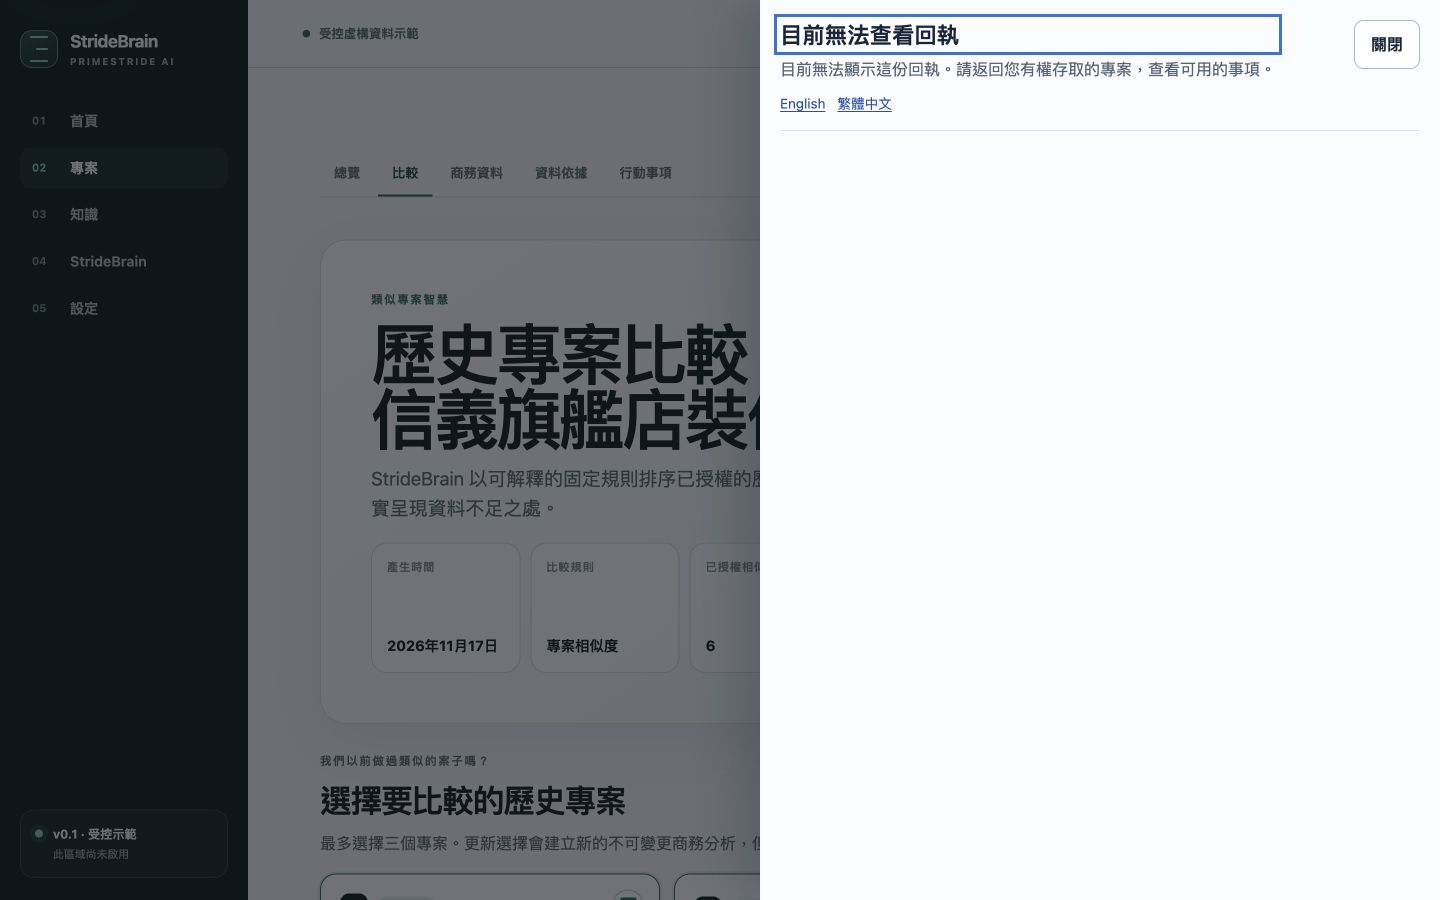 StrideBrain
PRIMESTRIDE AI
01 首頁
02 專案
03 知識
04 StrideBrain
05 設定
v0.1 · 受控示範
此區域尚未啟用
受控虛構資料示範
總覽 比較 商務資料 資料依據 行動事項
類似專案智慧
歷史專案比較
信義旗艦店裝
StrideBrain 以可解釋的固定規則排序已授權的
實呈現資料不足之處。
產生時間
2026年11月17日
比較規則
專案相似度
已授權相
6
我們以前做過類似的案子嗎？
選擇要比較的歷史專案
最多選擇三個專案。更新選擇會建立新的不可變更商務分析，
目前無法查看回執
目前無法顯示這份回執。請返回您有權存取的專案，查看可用的事項。
English 繁體中文
關閉